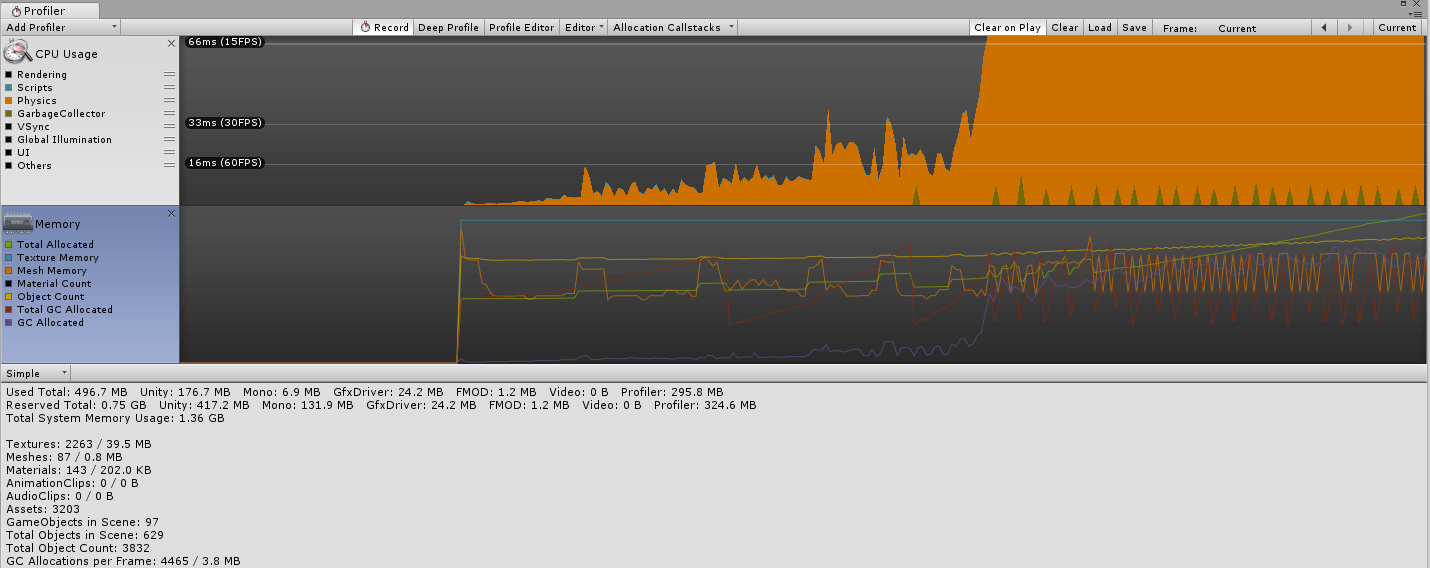 Profiler
Add Profiler Record Deep Profile Profile Editor Editor Allocation Callstacks Clear on Play Clear Load Save Frame: Current Current
CPU Usage
Rendering
Scripts
Physics
GarbageCollector
VSync
Global Illumination
UI
Others
66ms (15FPS)
33ms (30FPS)
16ms (60FPS)
Memory
Total Allocated
Texture Memory
Mesh Memory
Material Count
Object Count
Total GC Allocated
GC Allocated
Simple
Used Total: 496.7 MB Unity: 176.7 MB Mono: 6.9 MB GfxDriver: 24.2 MB FMOD: 1.2 MB Video: 0 B Profiler: 295.8 MB
Reserved Total: 0.75 GB Unity: 417.2 MB Mono: 131.9 MB GfxDriver: 24.2 MB FMOD: 1.2 MB Video: 0 B Profiler: 324.6 MB
Total System Memory Usage: 1.36 GB
Textures: 2263 / 39.5 MB
Meshes: 87 / 0.8 MB
Materials: 143 / 202.0 KB
AnimationClips: 0 / 0 B
AudioClips: 0 / 0 B
Assets: 3203
GameObjects in Scene: 97
Total Objects in Scene: 629
Total Object Count: 3832
GC Allocations per Frame: 4465 / 3.8 MB